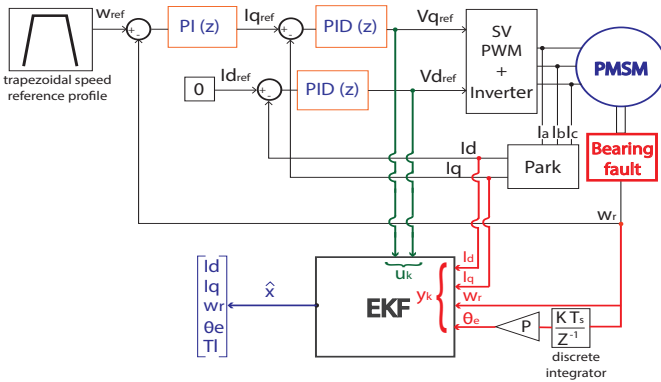 wref
+
-
PI (z)
Iqref
+
-
PID (z)
Vqref
SV
PWM
+
Inverter
PMSM
trapezoidal speed
reference profile
0
Idref
+
-
PID (z)
Vdref
Ia IbIc
Id
Iq
Park
Bearing
fault
wr
Id
Iq
wr
θe
Tl
x̂
EKF
uk
yk
Id
Iq
wr
θe
P
K Ts
Z-1
discrete
integrator